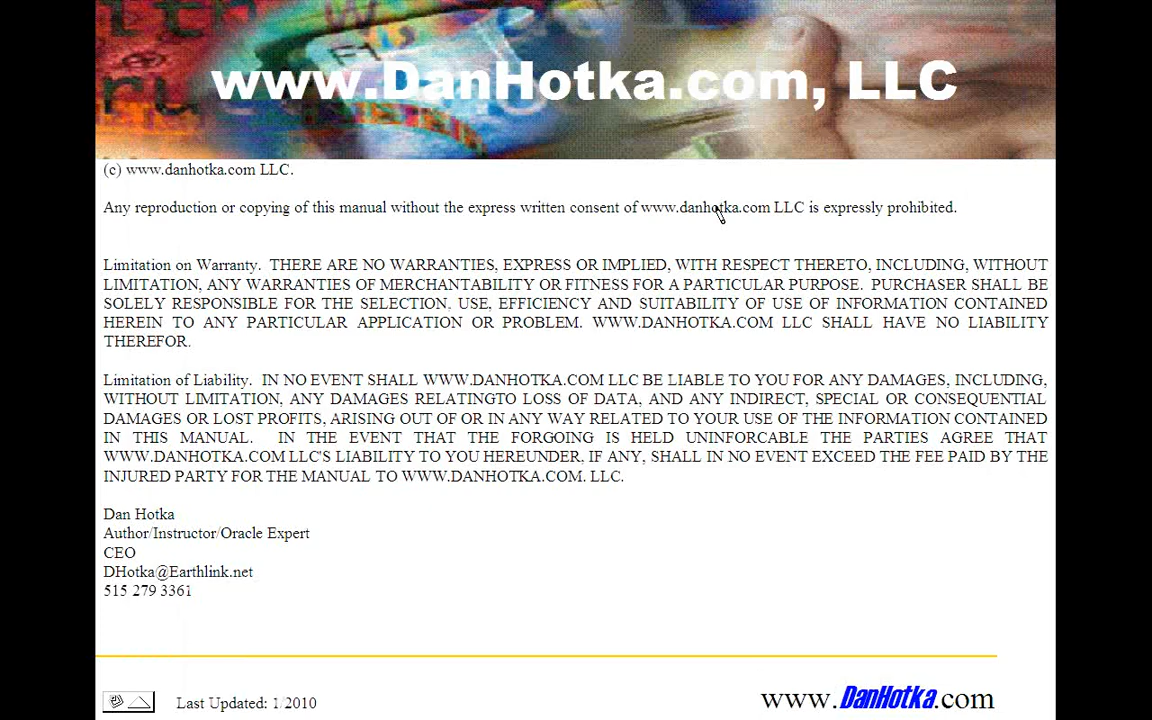 www.DanHotka.com, LLC
(c) www.danhotka.com LLC.
Any reproduction or copying of this manual without the express written consent of www.danhotka.com LLC is expressly prohibited.
Limitation on Warranty. THERE ARE NO WARRANTIES, EXPRESS OR IMPLIED, WITH RESPECT THERETO, INCLUDING, WITHOUT
LIMITATION, ANY WARRANTIES OF MERCHANTABILITY OR FITNESS FOR A PARTICULAR PURPOSE. PURCHASER SHALL BE
SOLELY RESPONSIBLE FOR THE SELECTION, USE, EFFICIENCY AND SUITABILITY OF USE OF INFORMATION CONTAINED
HEREIN TO ANY PARTICULAR APPLICATION OR PROBLEM. WWW.DANHOTKA.COM LLC SHALL HAVE NO LIABILITY
THEREFOR.
Limitation of Liability. IN NO EVENT SHALL WWW.DANHOTKA.COM LLC BE LIABLE TO YOU FOR ANY DAMAGES, INCLUDING,
WITHOUT LIMITATION, ANY DAMAGES RELATINGTO LOSS OF DATA, AND ANY INDIRECT, SPECIAL OR CONSEQUENTIAL
DAMAGES OR LOST PROFITS, ARISING OUT OF OR IN ANY WAY RELATED TO YOUR USE OF THE INFORMATION CONTAINED
IN THIS MANUAL. IN THE EVENT THAT THE FORGOING IS HELD UNINFORCABLE THE PARTIES AGREE THAT
WWW.DANHOTKA.COM LLC'S LIABILITY TO YOU HEREUNDER, IF ANY, SHALL IN NO EVENT EXCEED THE FEE PAID BY THE
INJURED PARTY FOR THE MANUAL TO WWW.DANHOTKA.COM. LLC.
Dan Hotka
Author/Instructor/Oracle Expert
CEO
DHotka@Earthlink.net
515 279 3361
Last Updated: 1/2010
www.DanHotka.com